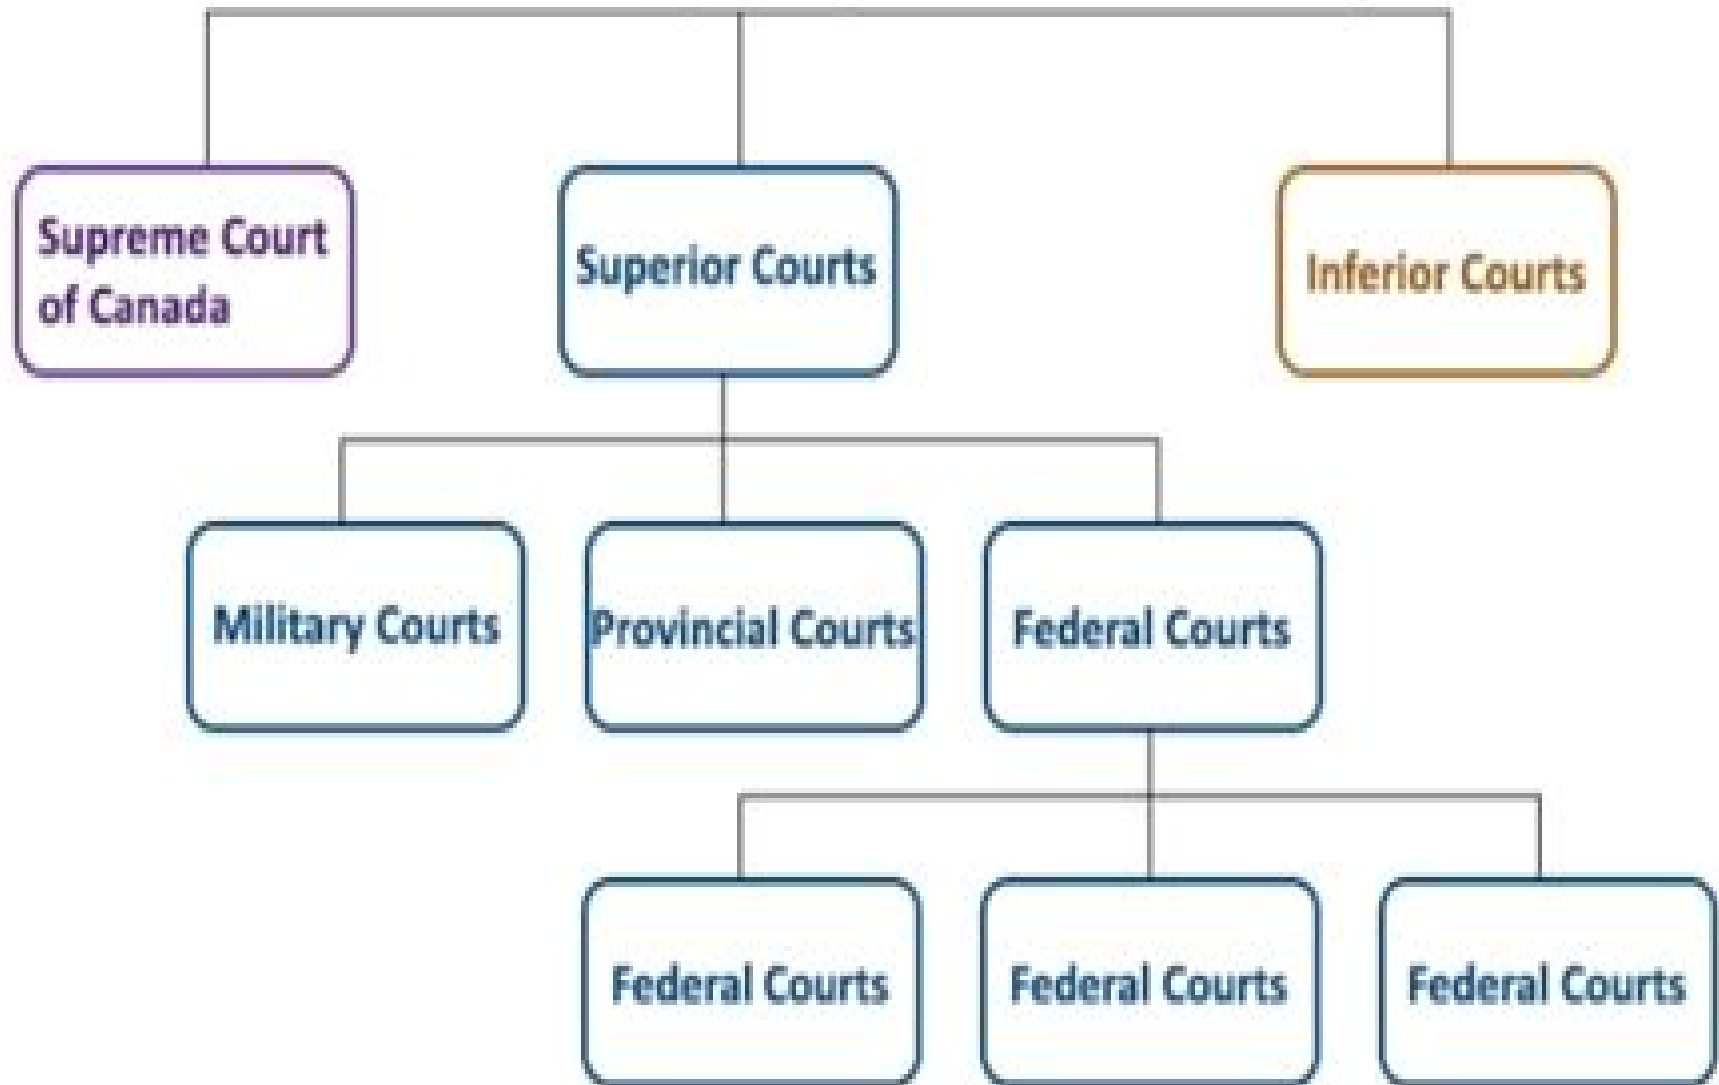 Supreme Court
of Canada
Superior Courts
Inferior Courts
Military Courts
Provincial Courts
Federal Courts
Federal Courts
Federal Courts
Federal Courts